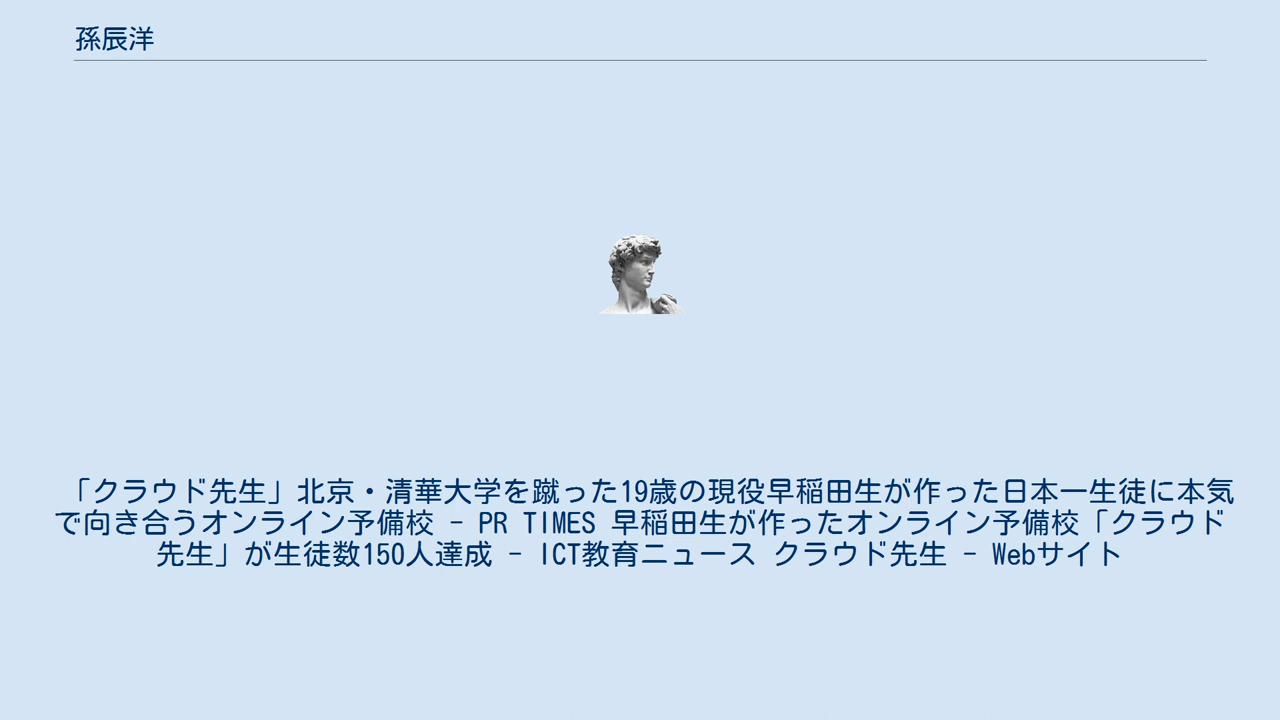 孫辰洋
「クラウド先生」北京・清華大学を蹴った19歳の現役早稲田生が作った日本一生徒に本気
で向き合うオンライン予備校 - PR TIMES 早稲田生が作ったオンライン予備校「クラウド
先生」が生徒数150人達成 - ICT教育ニュース クラウド先生 - Webサイト